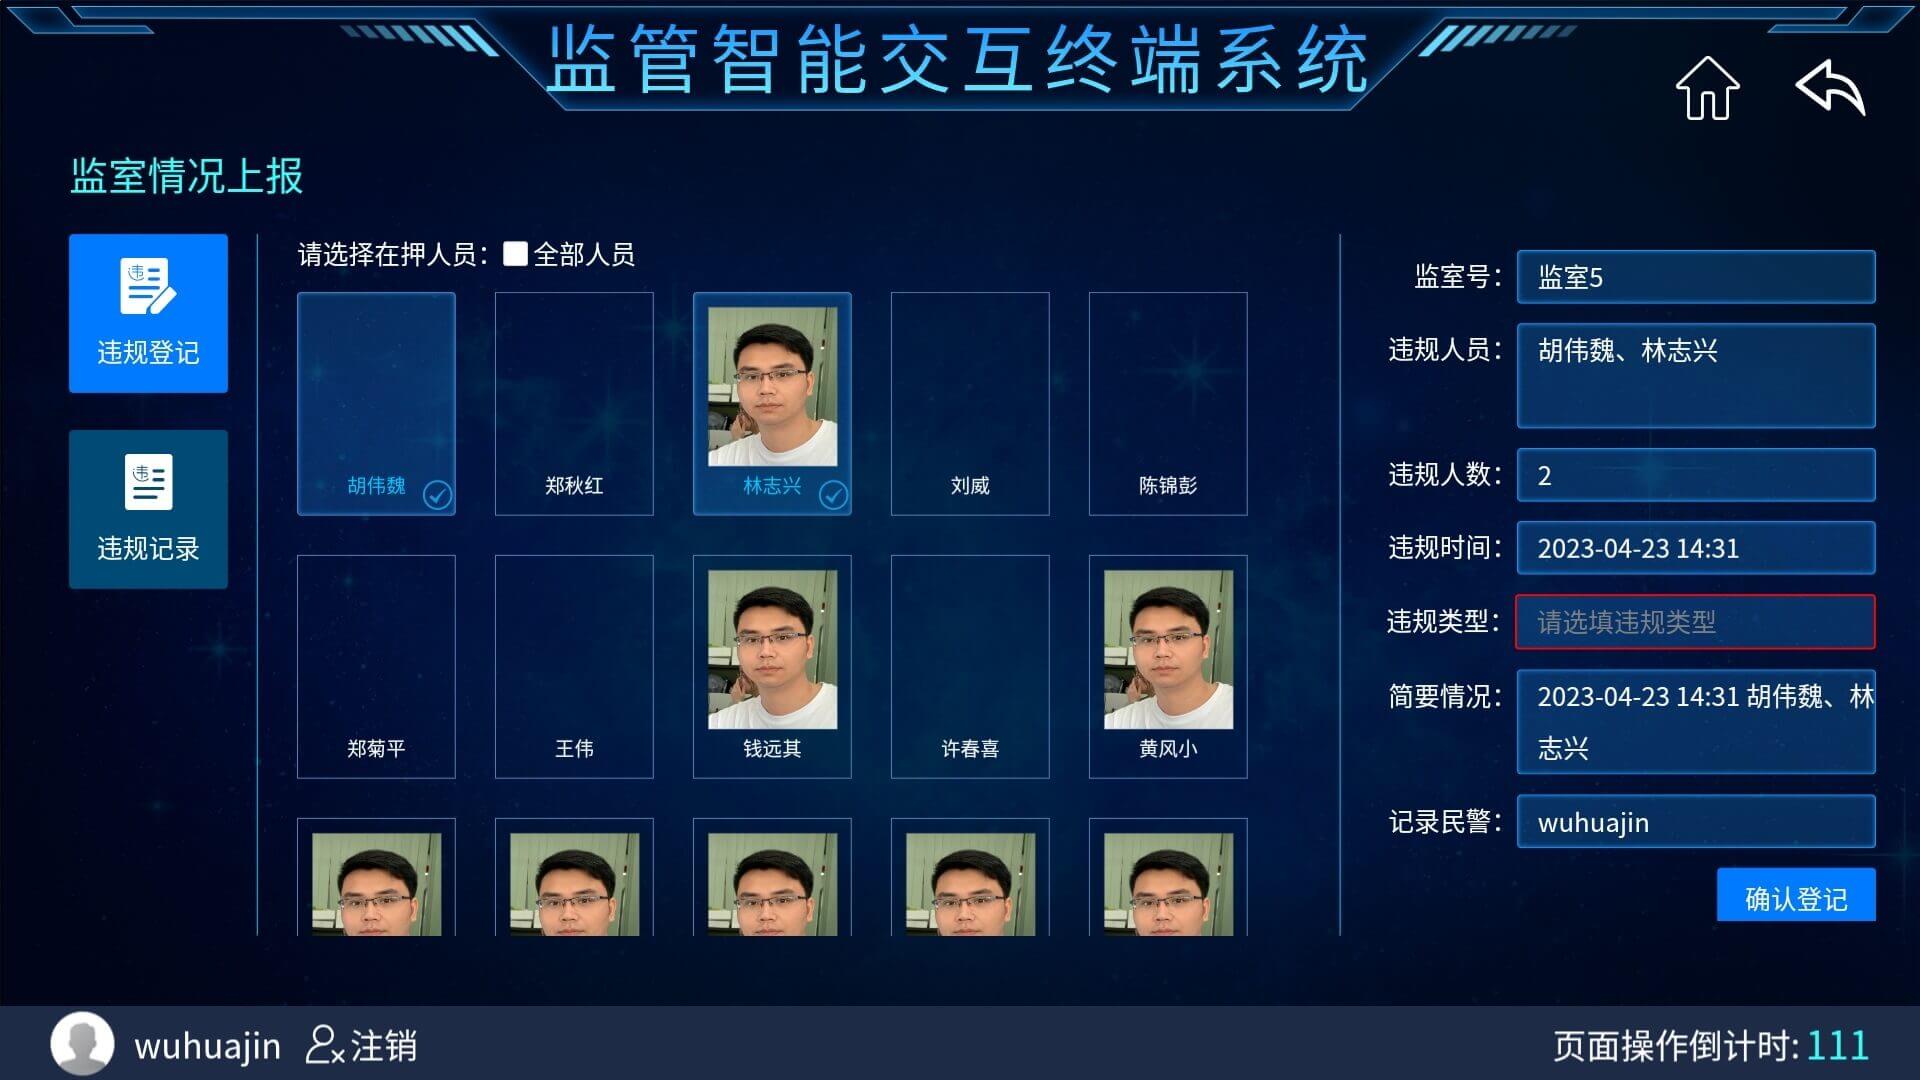 监管智能交互终端系统
监室情况上报
违规登记
违规记录
请选择在押人员： 全部人员
胡伟魏
郑秋红
林志兴
刘威
陈锦彭
郑菊平
王伟
钱远其
许春喜
黄风小
监室号： 监室5
违规人员： 胡伟魏、林志兴
违规人数： 2
违规时间： 2023-04-23 14:31
违规类型： 请选填违规类型
简要情况： 2023-04-23 14:31 胡伟魏、林
志兴
记录民警： wuhuajin
确认登记
wuhuajin 注销
页面操作倒计时: 111